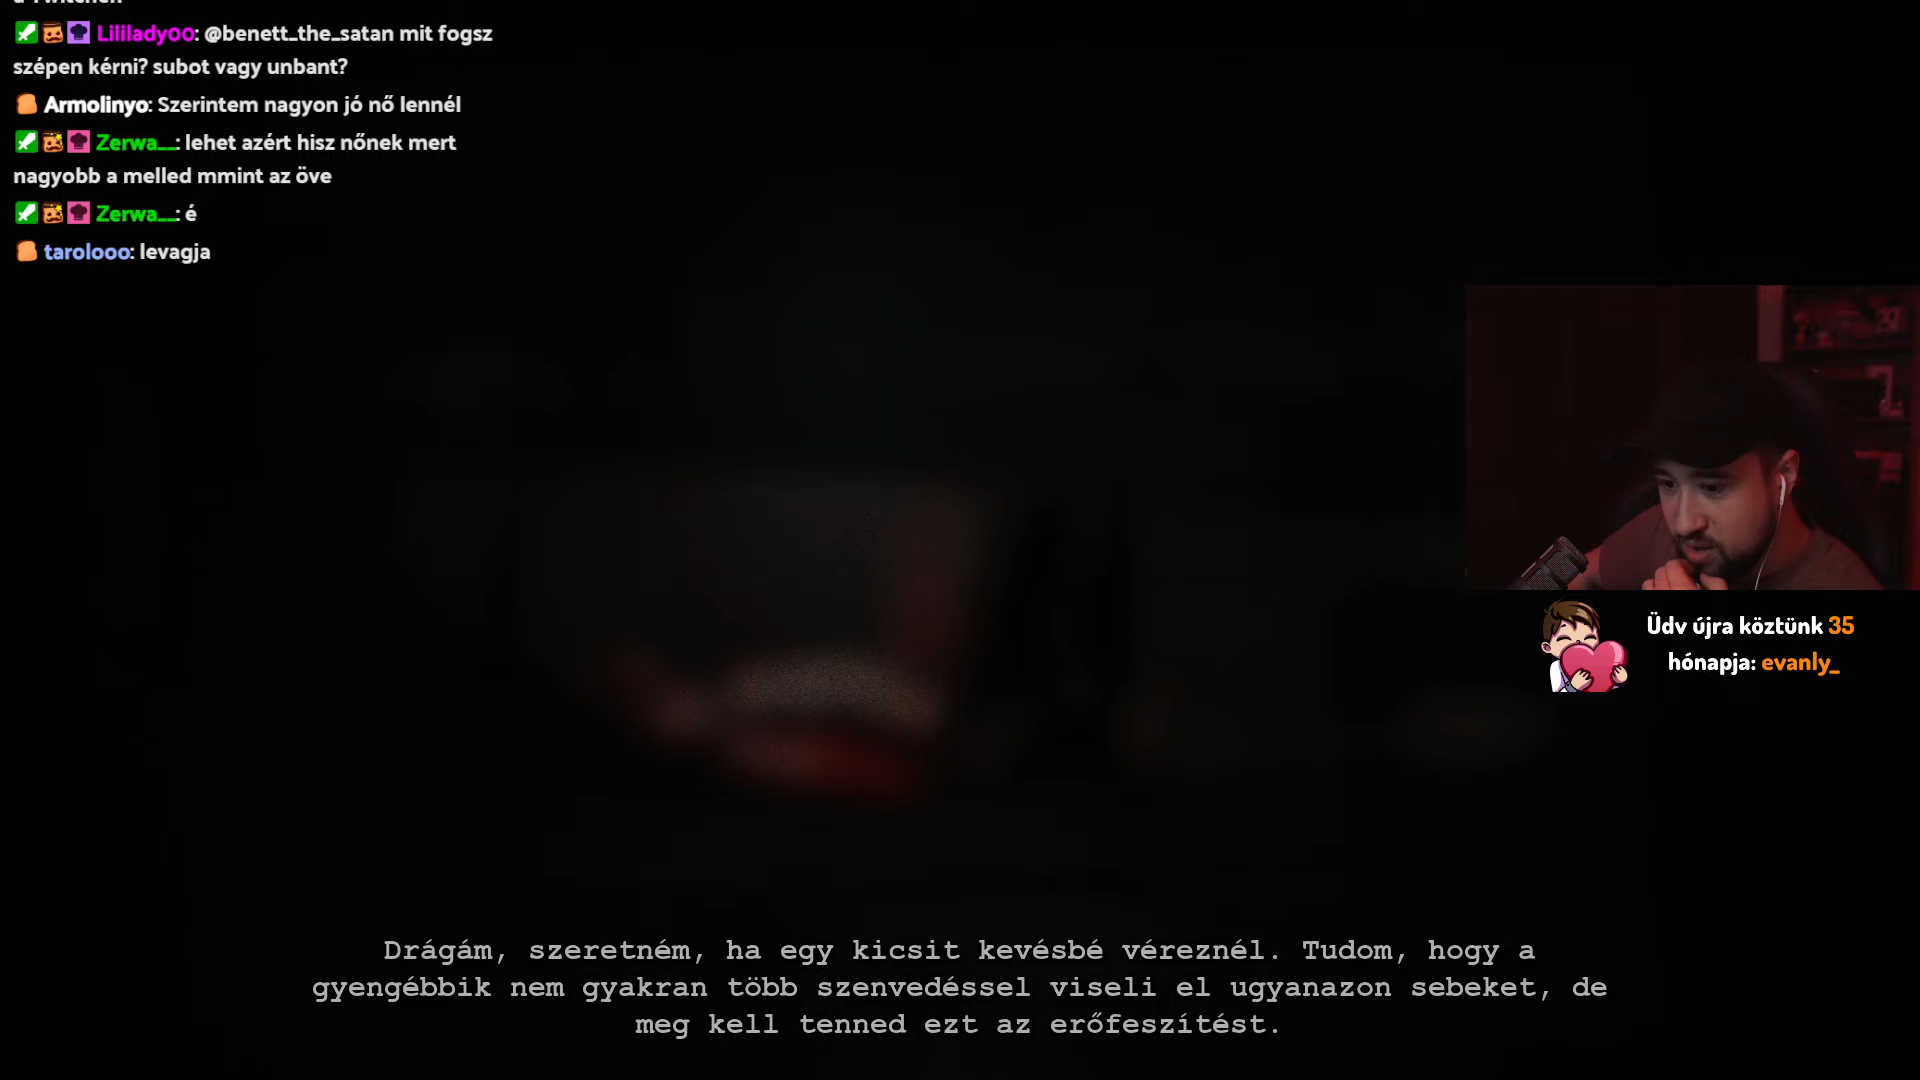 Lililady00: @benett_the_satan mit fogsz
szépen kérni? subot vagy unbant?
Armolinyo: Szerintem nagyon jó nő lennél
Zerwa__: lehet azért hisz nőnek mert
nagyobb a melled mmint az öve
Zerwa__: é
tarolooo: levagja
Üdv újra köztünk 35
hónapja: evanly_
Drágám, szeretném, ha egy kicsit kevésbé véreznél. Tudom, hogy a
gyengébbik nem gyakran több szenvedéssel viseli el ugyanazon sebeket, de
meg kell tenned ezt az erőfeszítést.